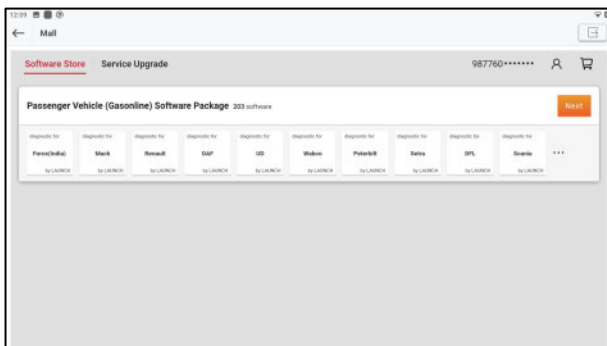 12:09
Mall
Software Store Service Upgrade 987760*******
Passenger Vehicle (Gasonline) Software Package 203 software Next
diagnostic for diagnostic for diagnostic for diagnostic for diagnostic for diagnostic for diagnostic for diagnostic for diagnostic for diagnostic for
Force(India) Mack Renault DAF UD Wabco Peterbilt Setra DFL Scania ...
by LAUNCH by LAUNCH by LAUNCH by LAUNCH by LAUNCH by LAUNCH by LAUNCH by LAUNCH by LAUNCH by LAUNCH